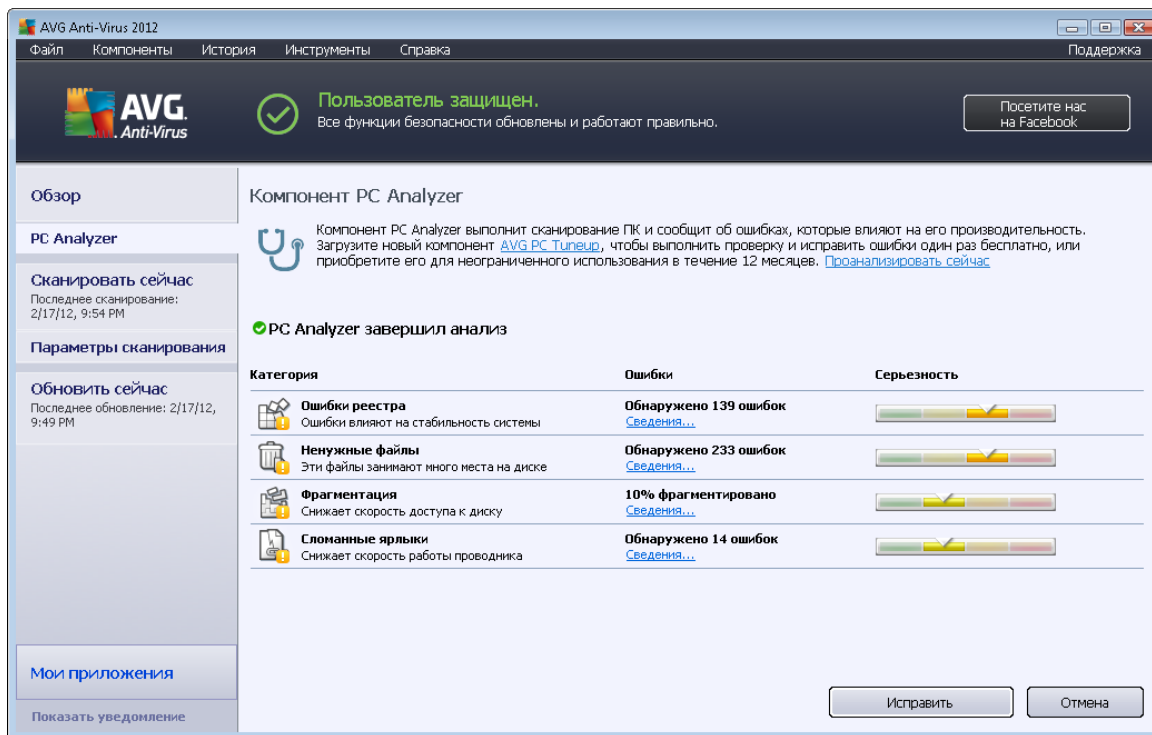 AVG Anti-Virus 2012
Файл Компоненты История Инструменты Справка Поддержка
AVG.
Anti-Virus
Пользователь защищен.
Все функции безопасности обновлены и работают правильно.
Посетите нас
на Facebook
Обзор
PC Analyzer
Сканировать сейчас
Последнее сканирование:
2/17/12, 9:54 PM
Параметры сканирования
Обновить сейчас
Последнее обновление: 2/17/12,
9:49 PM
Мои приложения
Показать уведомление
Компонент PC Analyzer
Компонент PC Analyzer выполнит сканирование ПК и сообщит об ошибках, которые влияют на его производительность.
Загрузите новый компонент AVG PC Tuneup, чтобы выполнить проверку и исправить ошибки один раз бесплатно, или
приобретите его для неограниченного использования в течение 12 месяцев. Проанализировать сейчас
PC Analyzer завершил анализ
Категория Ошибки Серьезность
Ошибки реестра Обнаружено 139 ошибок
Ошибки влияют на стабильность системы Сведения...
Ненужные файлы Обнаружено 233 ошибок
Эти файлы занимают много места на диске Сведения...
Фрагментация 10% фрагментировано
Снижает скорость доступа к диску Сведения...
Сломанные ярлыки Обнаружено 14 ошибок
Снижает скорость работы проводника Сведения...
Исправить Отмена